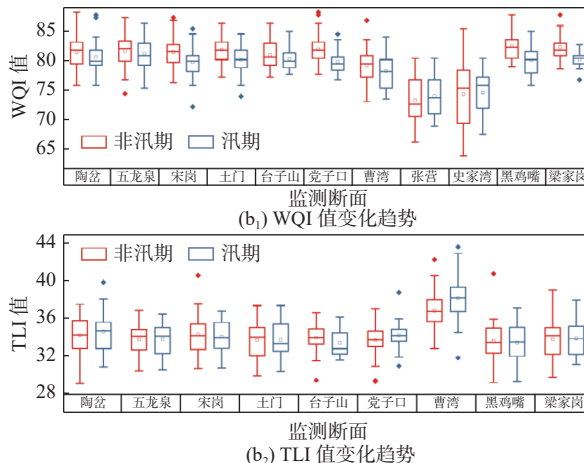 WQI 值
85
80
75
70
65
非汛期 汛期
陶岔 五龙泉 宋岗 土门 台子山 党子口 曹湾 张营 史家湾 黑鸡嘴 梁家岗
监测断面
(b₁) WQI 值变化趋势
TLI 值
44
40
36
32
28
非汛期 汛期
陶岔 五龙泉 宋岗 土门 台子山 党子口 曹湾 黑鸡嘴 梁家岗
监测断面
(b₂) TLI 值变化趋势